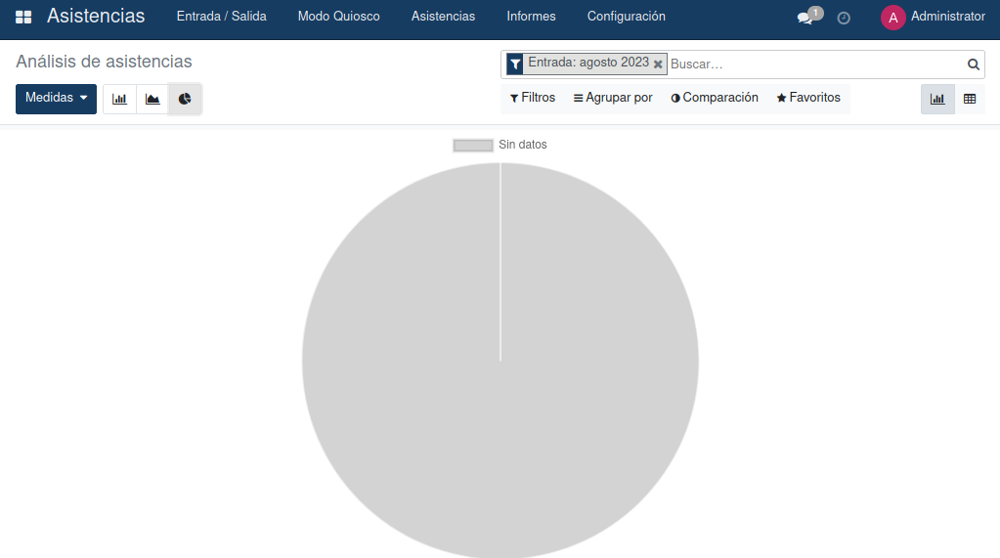 Asistencias Entrada / Salida Modo Quiosco Asistencias Informes Configuración 1 A Administrator
Análisis de asistencias
Entrada: agosto 2023 Buscar...
Medidas Filtros Agrupar por Comparación Favoritos
Sin datos